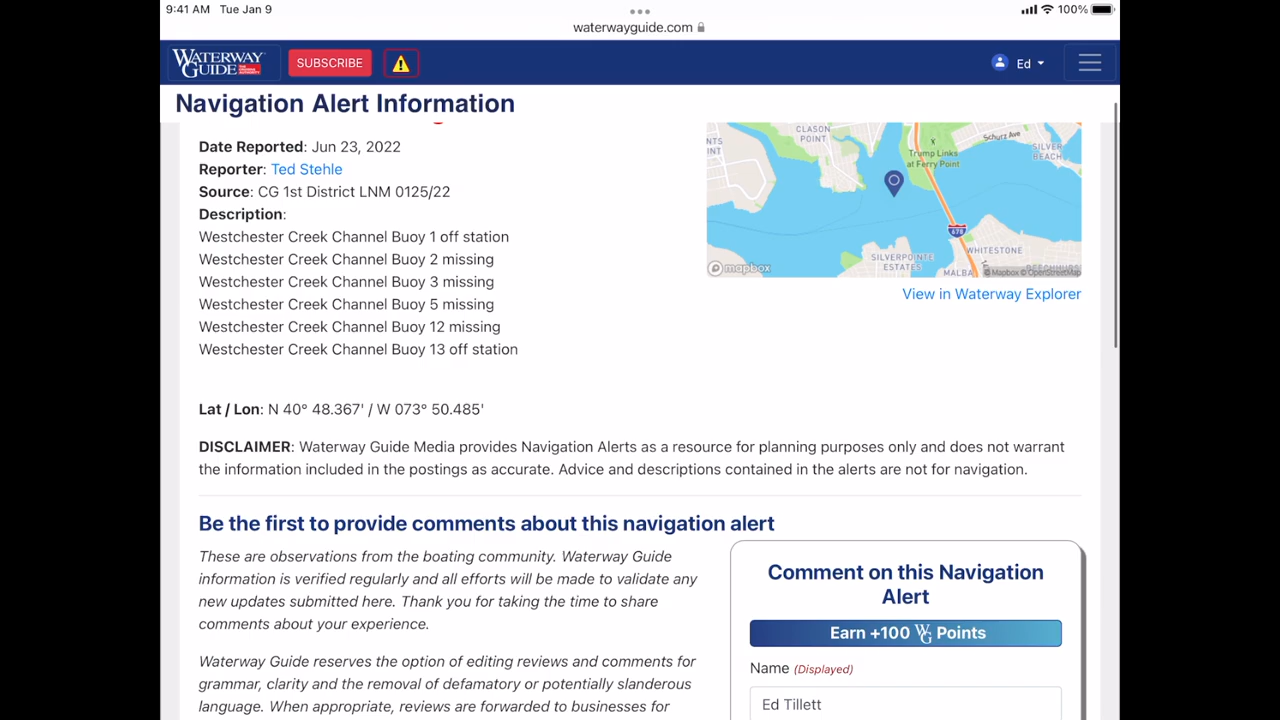 9:41 AM Tue Jan 9
100%
waterwayguide.com
WATERWAY GUIDE
SUBSCRIBE
Ed
Navigation Alert Information
Date Reported: Jun 23, 2022
Reporter: Ted Stehle
Source: CG 1st District LNM 0125/22
Description:
Westchester Creek Channel Buoy 1 off station
Westchester Creek Channel Buoy 2 missing
Westchester Creek Channel Buoy 3 missing
Westchester Creek Channel Buoy 5 missing
Westchester Creek Channel Buoy 12 missing
Westchester Creek Channel Buoy 13 off station
CLASON POINT
NTS
INT
Trump Links at Ferry Point
Schurz Ave
SILVER BEACH
678
WHITESTONE
SILVERPOINTE ESTATES
MALBA
mapbox
© Mapbox © OpenStreetMap
View in Waterway Explorer
Lat / Lon: N 40° 48.367' / W 073° 50.485'
DISCLAIMER: Waterway Guide Media provides Navigation Alerts as a resource for planning purposes only and does not warrant
the information included in the postings as accurate. Advice and descriptions contained in the alerts are not for navigation.
Be the first to provide comments about this navigation alert
These are observations from the boating community. Waterway Guide
information is verified regularly and all efforts will be made to validate any
new updates submitted here. Thank you for taking the time to share
comments about your experience.
Waterway Guide reserves the option of editing reviews and comments for
grammar, clarity and the removal of defamatory or potentially slanderous
language. When appropriate, reviews are forwarded to businesses for
Comment on this Navigation
Alert
Earn +100 WG Points
Name (Displayed)
Ed Tillett